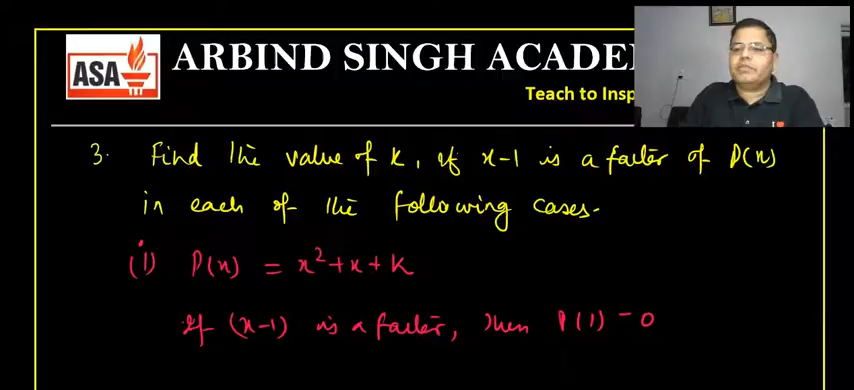 ASA
ARBIND SINGH ACADE
Teach to Insp
3. Find the value of k, if x-1 is a factor of P(x)
in each of the following cases.
(i) P(x) = x²+x+k
If (x-1) is a factor, then P(1) = 0